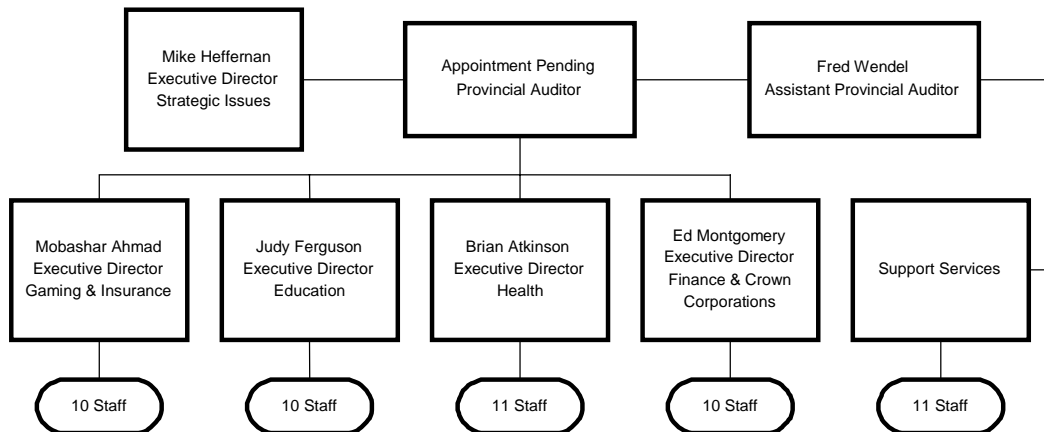 Mike Heffernan
Executive Director
Strategic Issues
Appointment Pending
Provincial Auditor
Fred Wendel
Assistant Provincial Auditor
Mobashar Ahmad
Executive Director
Gaming & Insurance
Judy Ferguson
Executive Director
Education
Brian Atkinson
Executive Director
Health
Ed Montgomery
Executive Director
Finance & Crown
Corporations
Support Services
10 Staff
10 Staff
11 Staff
10 Staff
11 Staff